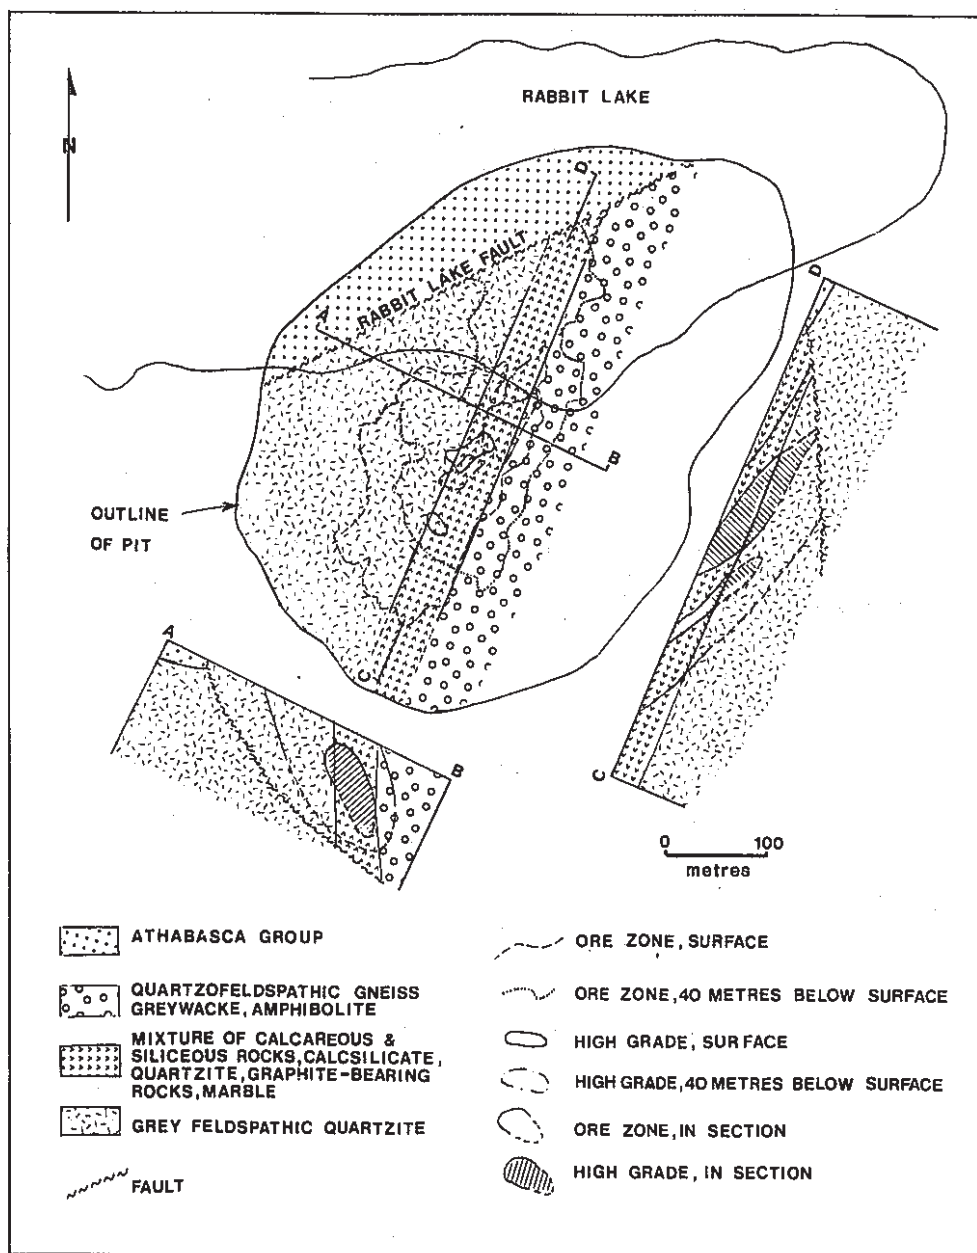 RABBIT LAKE
N
D
RABBIT LAKE FAULT
A
D
B
OUTLINE
OF PIT
A
C
B
C
0 100
metres
ATHABASCA GROUP
QUARTZOFELDSPATHIC GNEISS
GREYWACKE, AMPHIBOLITE
MIXTURE OF CALCAREOUS &
SILICEOUS ROCKS, CALCSILICATE,
QUARTZITE, GRAPHITE-BEARING
ROCKS, MARBLE
GREY FELDSPATHIC QUARTZITE
FAULT
ORE ZONE, SURFACE
ORE ZONE, 40 METRES BELOW SURFACE
HIGH GRADE, SURFACE
HIGH GRADE, 40 METRES BELOW SURFACE
ORE ZONE, IN SECTION
HIGH GRADE, IN SECTION